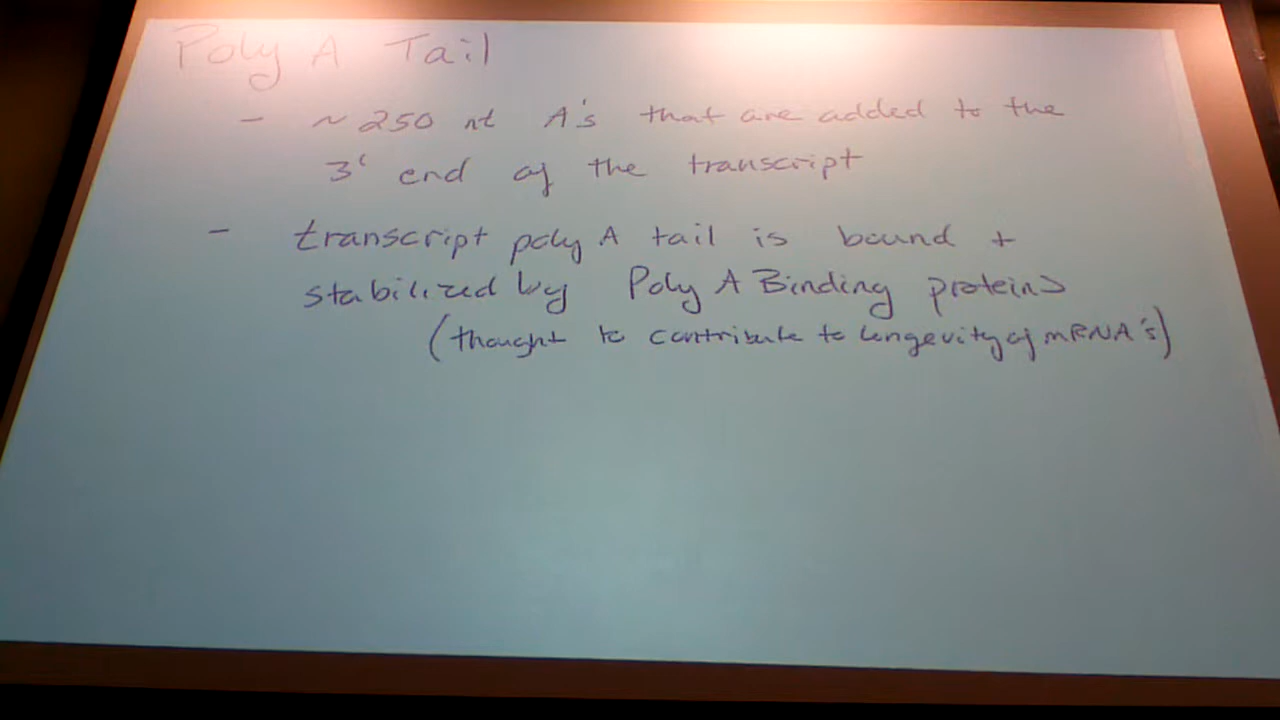 Poly A Tail
- ~250 nt A's that are added to the
3' end of the transcript
- transcript poly A tail is bound +
stabilized by Poly A Binding proteins
(thought to contribute to longevity of mRNA's)